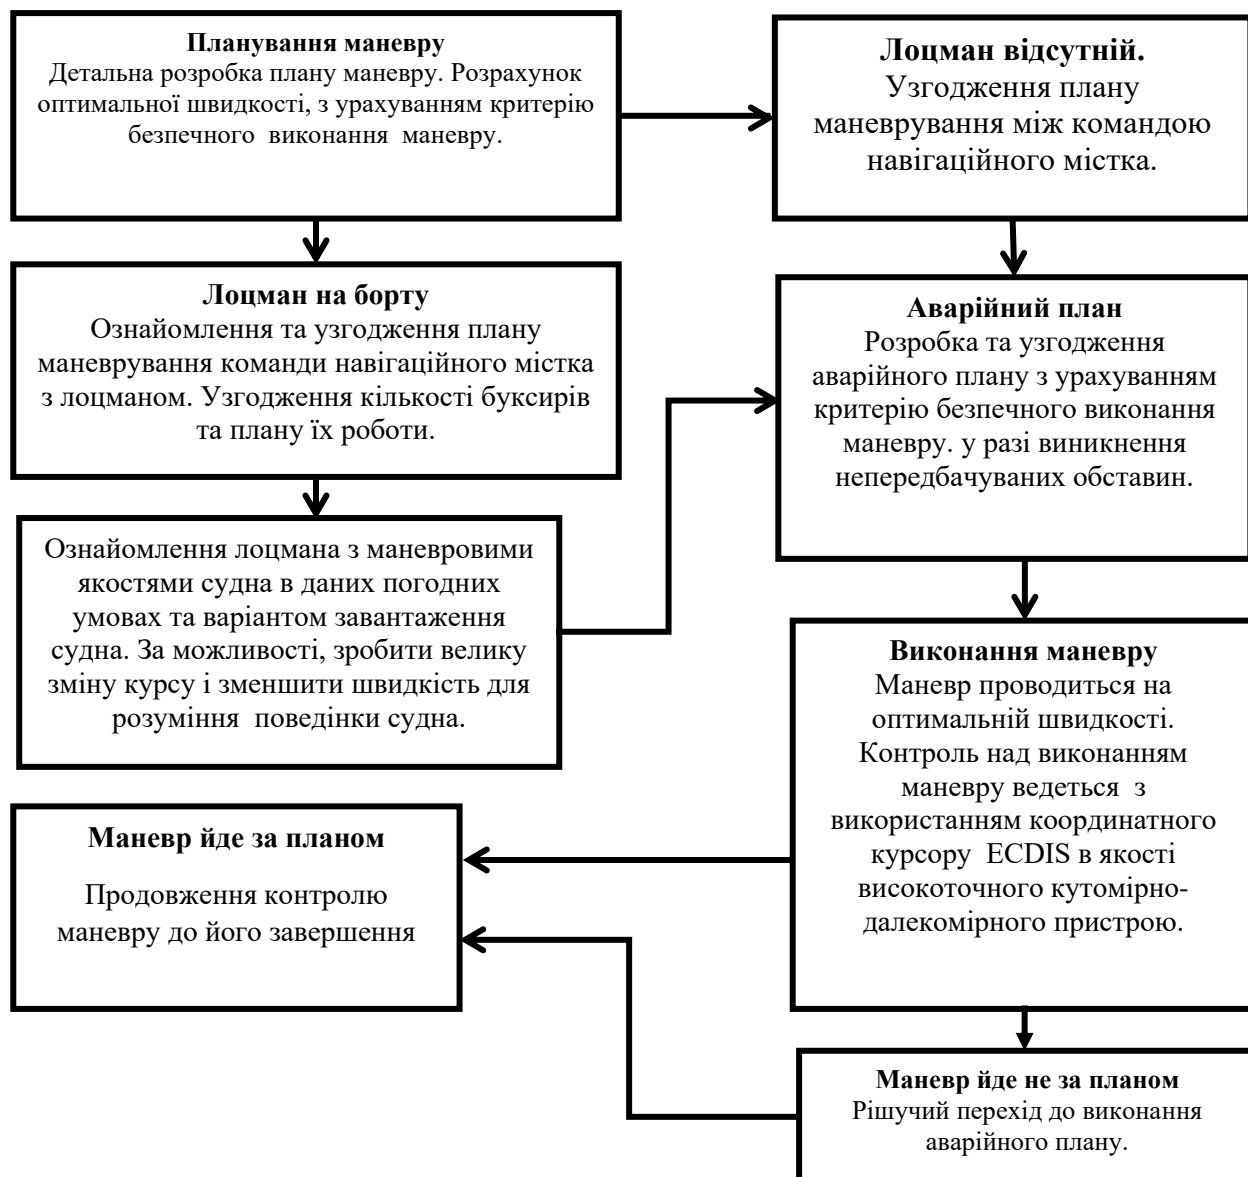 Планування маневру
Детальна розробка плану маневру. Розрахунок
оптимальної швидкості, з урахуванням критерію
безпечного виконання маневру.
Лоцман відсутній.
Узгодження плану
маневрування між командою
навігаційного містка.
Лоцман на борту
Ознайомлення та узгодження плану
маневрування команди навігаційного містка
з лоцманом. Узгодження кількості буксирів
та плану їх роботи.
Аварійний план
Розробка та узгодження
аварійного плану з урахуванням
критерію безпечного виконання
маневру. у разі виникнення
непередбачуваних обставин.
Ознайомлення лоцмана з маневровими
якостями судна в даних погодних
умовах та варіантом завантаження
судна. За можливості, зробити велику
зміну курсу і зменшити швидкість для
розуміння поведінки судна.
Виконання маневру
Маневр проводиться на
оптимальній швидкості.
Контроль над виконанням
маневру ведеться з
використанням координатного
курсору ECDIS в якості
високоточного кутомірно-
далекомірного пристрою.
Маневр йде за планом
Продовження контролю
маневру до його завершення
Маневр йде не за планом
Рішучий перехід до виконання
аварійного плану.